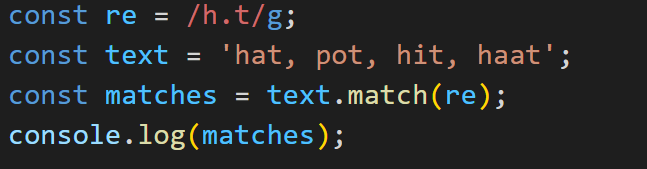 const re = /h.t/g;
const text = 'hat, pot, hit, haat';
const matches = text.match(re);
console.log(matches);